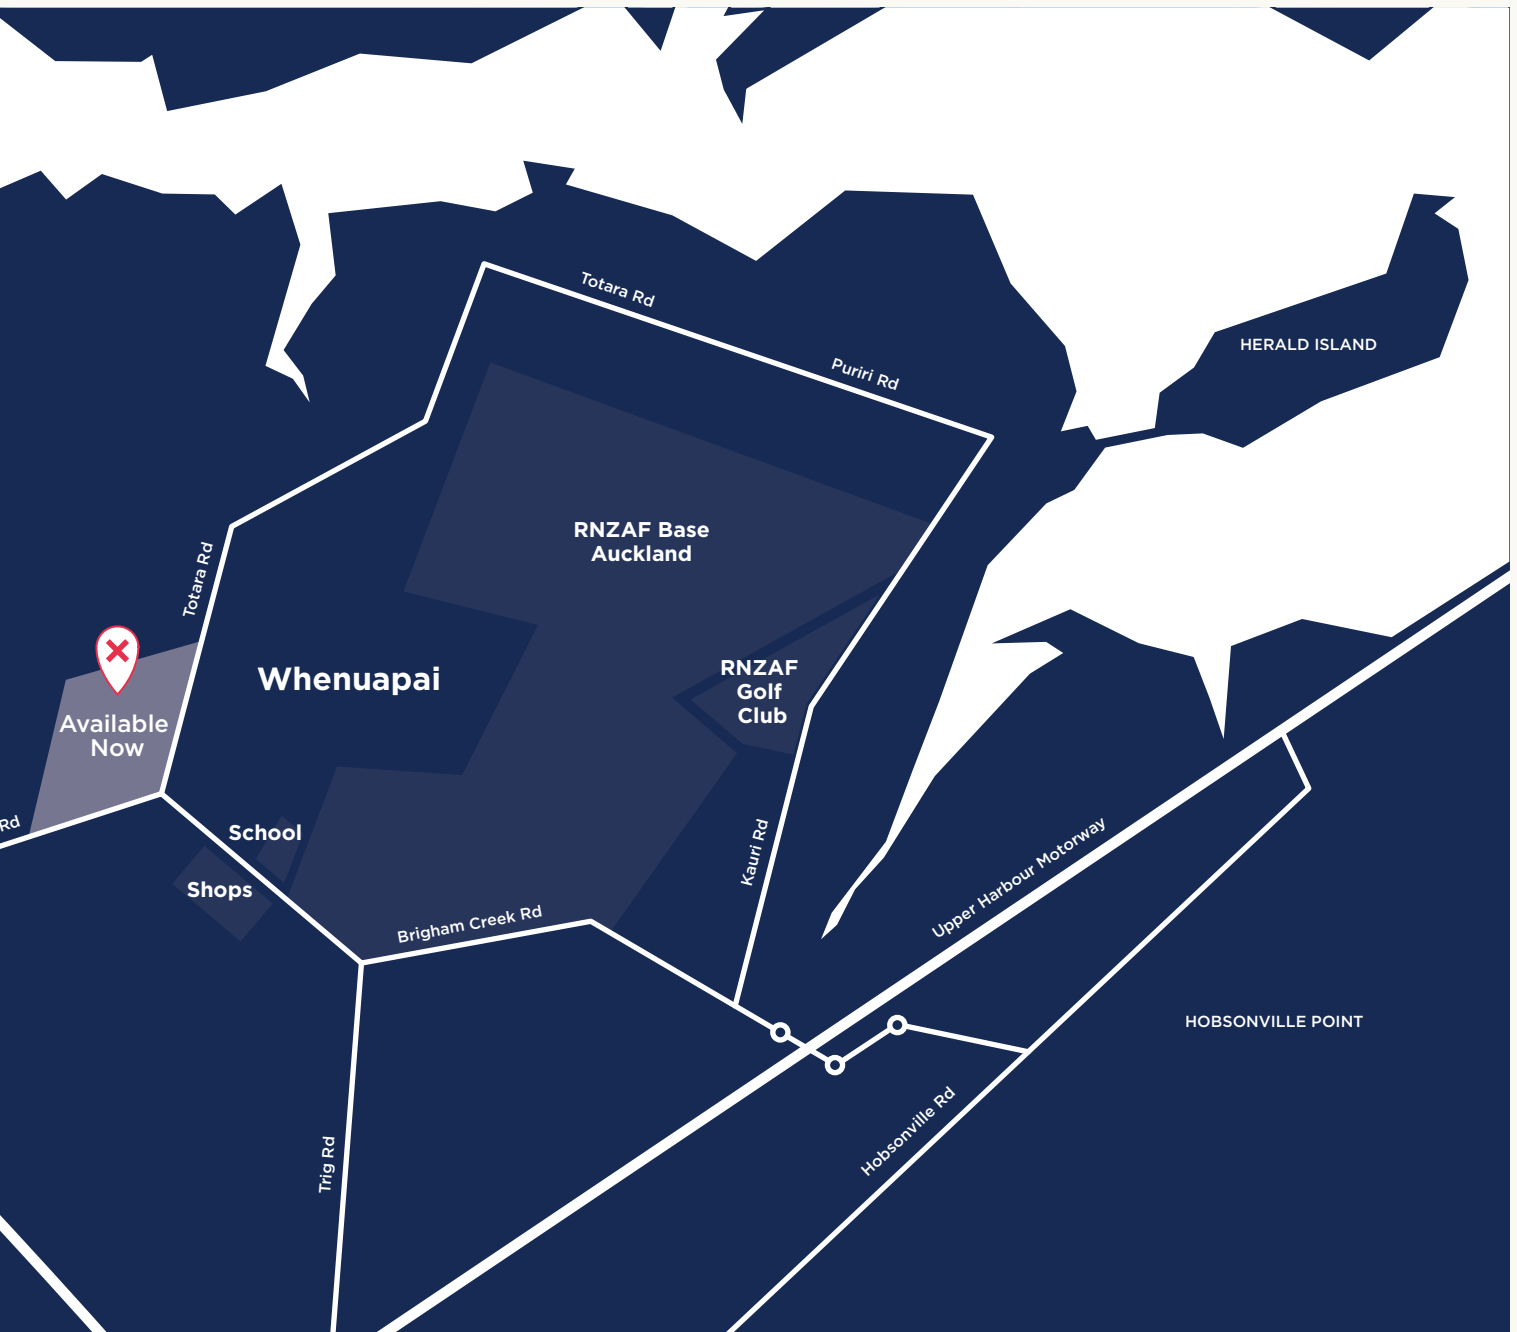 Totara Rd
Puriri Rd
HERALD ISLAND
RNZAF Base
Auckland
Totara Rd
RNZAF
Golf
Club
Whenuapai
Available
Now
Rd
School
Shops
Kauri Rd
Brigham Creek Rd
Upper Harbour Motorway
HOBSONVILLE POINT
Hobsonville Rd
Trig Rd